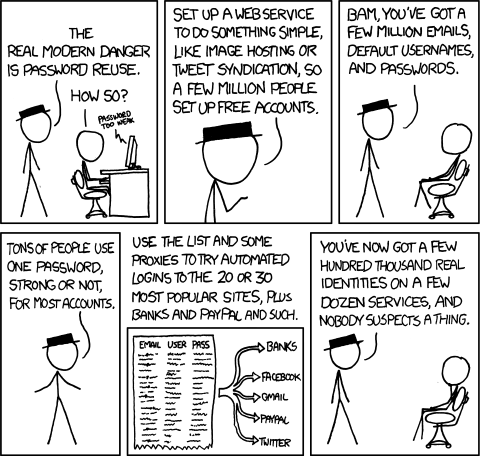 THE
REAL MODERN DANGER
IS PASSWORD REUSE.
HOW SO?
PASSWORD
TOO WEAK
SET UP A WEB SERVICE
TO DO SOMETHING SIMPLE,
LIKE IMAGE HOSTING OR
TWEET SYNDICATION, SO
A FEW MILLION PEOPLE
SET UP FREE ACCOUNTS.
BAM, YOU'VE GOT A
FEW MILLION EMAILS,
DEFAULT USERNAMES,
AND PASSWORDS.
TONS OF PEOPLE USE
ONE PASSWORD,
STRONG OR NOT,
FOR MOST ACCOUNTS.
USE THE LIST AND SOME
PROXIES TO TRY AUTOMATED
LOGINS TO THE 20 OR 30
MOST POPULAR SITES, PLUS
BANKS AND PAYPAL AND SUCH.
EMAIL USER PASS
BANKS
FACEBOOK
GMAIL
PAYPAL
TWITTER
YOU'VE NOW GOT A FEW
HUNDRED THOUSAND REAL
IDENTITIES ON A FEW
DOZEN SERVICES, AND
NOBODY SUSPECTS A THING.